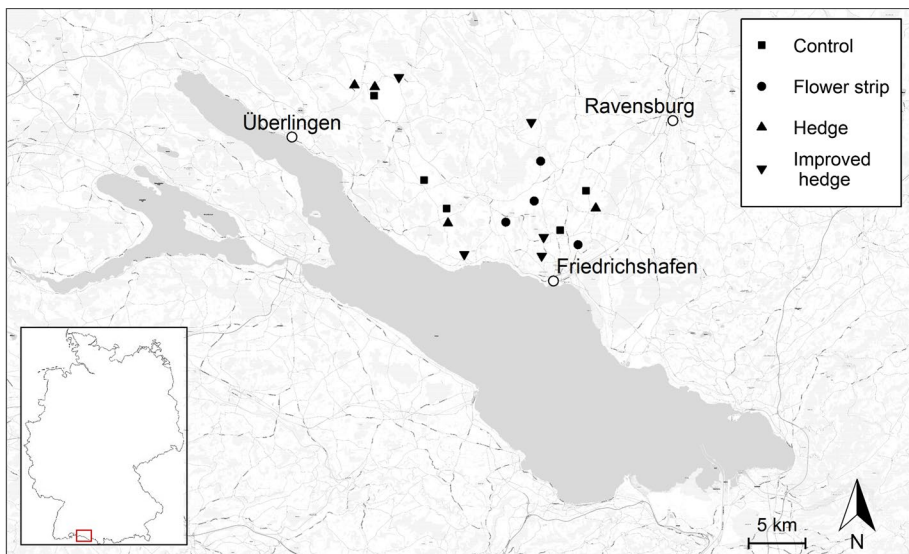 Control
Flower strip
Hedge
Improved
hedge
Ravensburg
Überlingen
Friedrichshafen
5 km
N